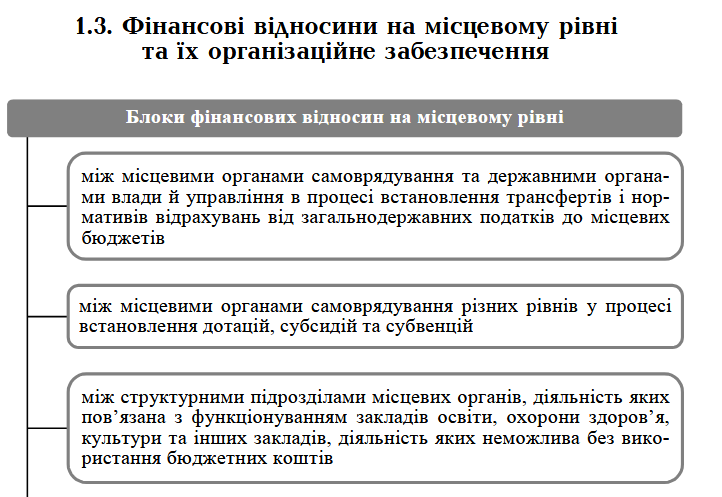 1.3. Фінансові відносини на місцевому рівні
та їх організаційне забезпечення
Блоки фінансових відносин на місцевому рівні
між місцевими органами самоврядування та державними органа-
ми влади й управління в процесі встановлення трансфертів і нор-
мативів відрахувань від загальнодержавних податків до місцевих
бюджетів
між місцевими органами самоврядування різних рівнів у процесі
встановлення дотацій, субсидій та субвенцій
між структурними підрозділами місцевих органів, діяльність яких
пов’язана з функціонуванням закладів освіти, охорони здоров’я,
культури та інших закладів, діяльність яких неможлива без вико-
ристання бюджетних коштів